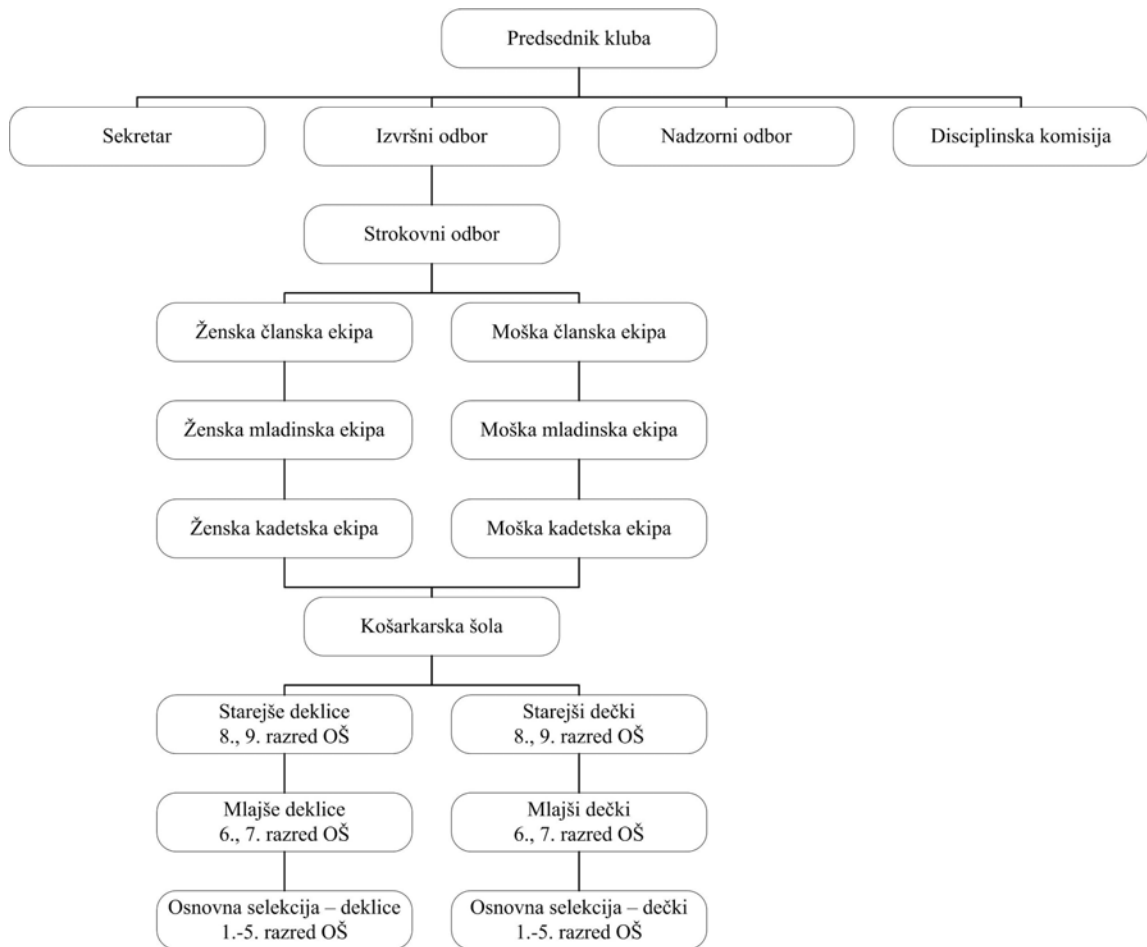 Predsednik kluba
Sekretar
Izvršni odbor
Nadzorni odbor
Disciplinska komisija
Strokovni odbor
Ženska članska ekipa
Moška članska ekipa
Ženska mladinska ekipa
Moška mladinska ekipa
Ženska kadetska ekipa
Moška kadetska ekipa
Košarkarska šola
Starejše deklice
8., 9. razred OŠ
Starejši dečki
8., 9. razred OŠ
Mlajše deklice
6., 7. razred OŠ
Mlajši dečki
6., 7. razred OŠ
Osnovna selekcija – deklice
1.-5. razred OŠ
Osnovna selekcija – dečki
1.-5. razred OŠ